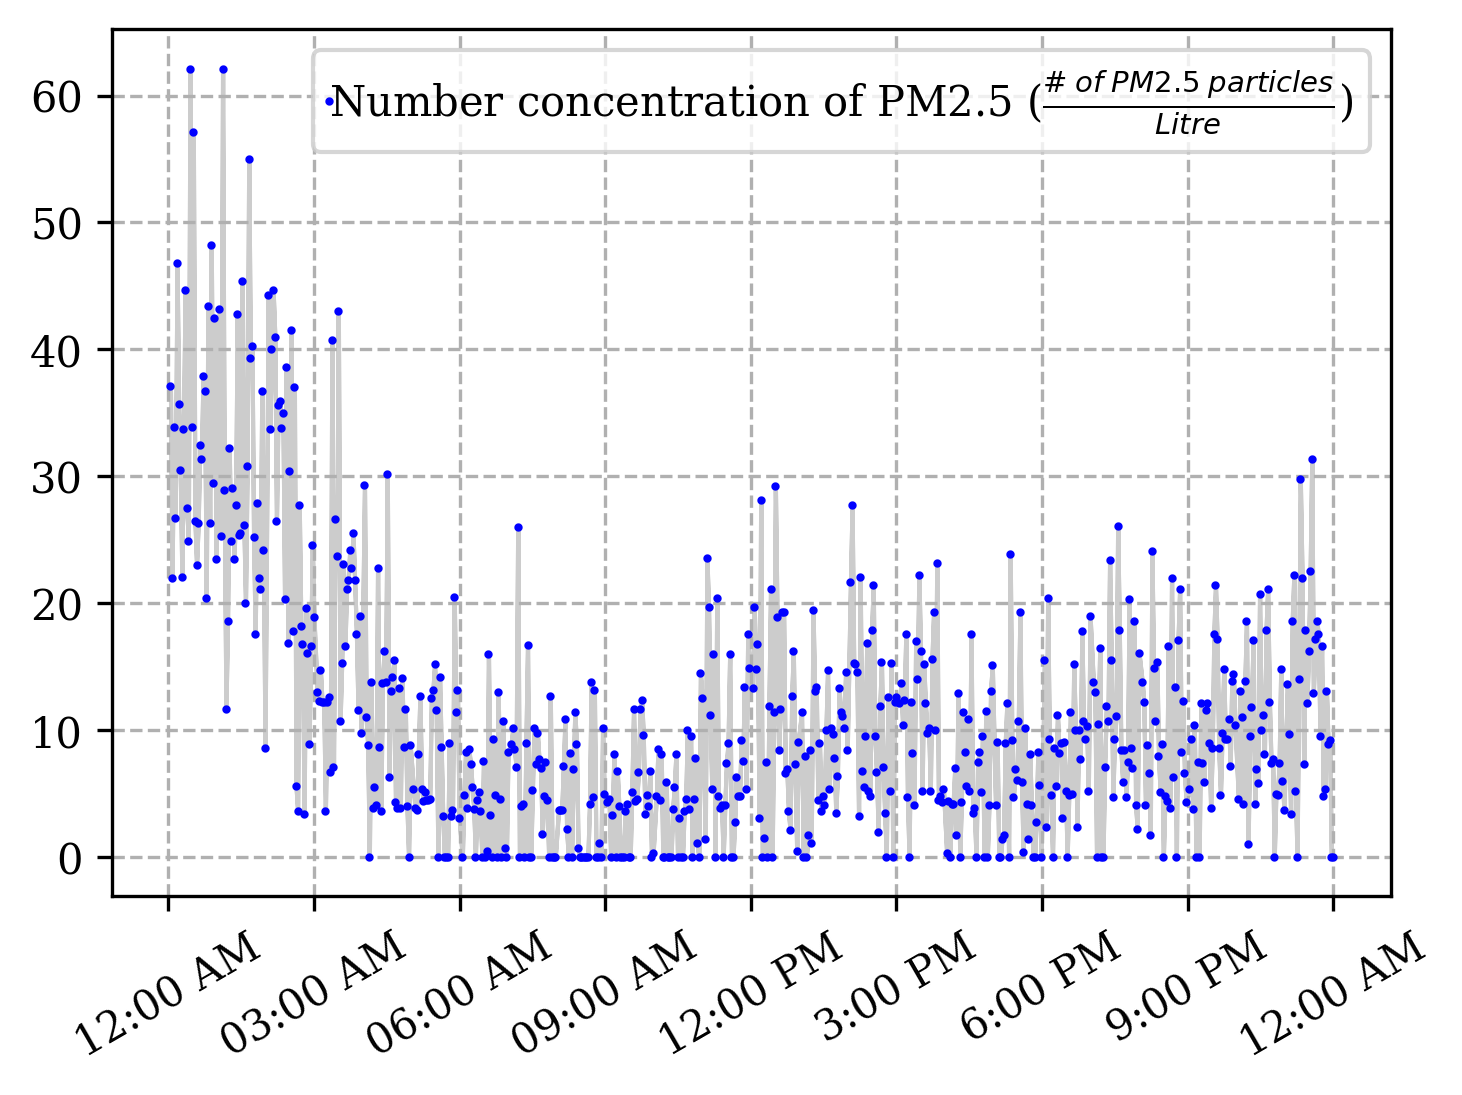 Number concentration of PM2.5 (# of PM2.5 particles / Litre)
60
50
40
30
20
10
0
12:00 AM
03:00 AM
06:00 AM
09:00 AM
12:00 PM
3:00 PM
6:00 PM
9:00 PM
12:00 AM